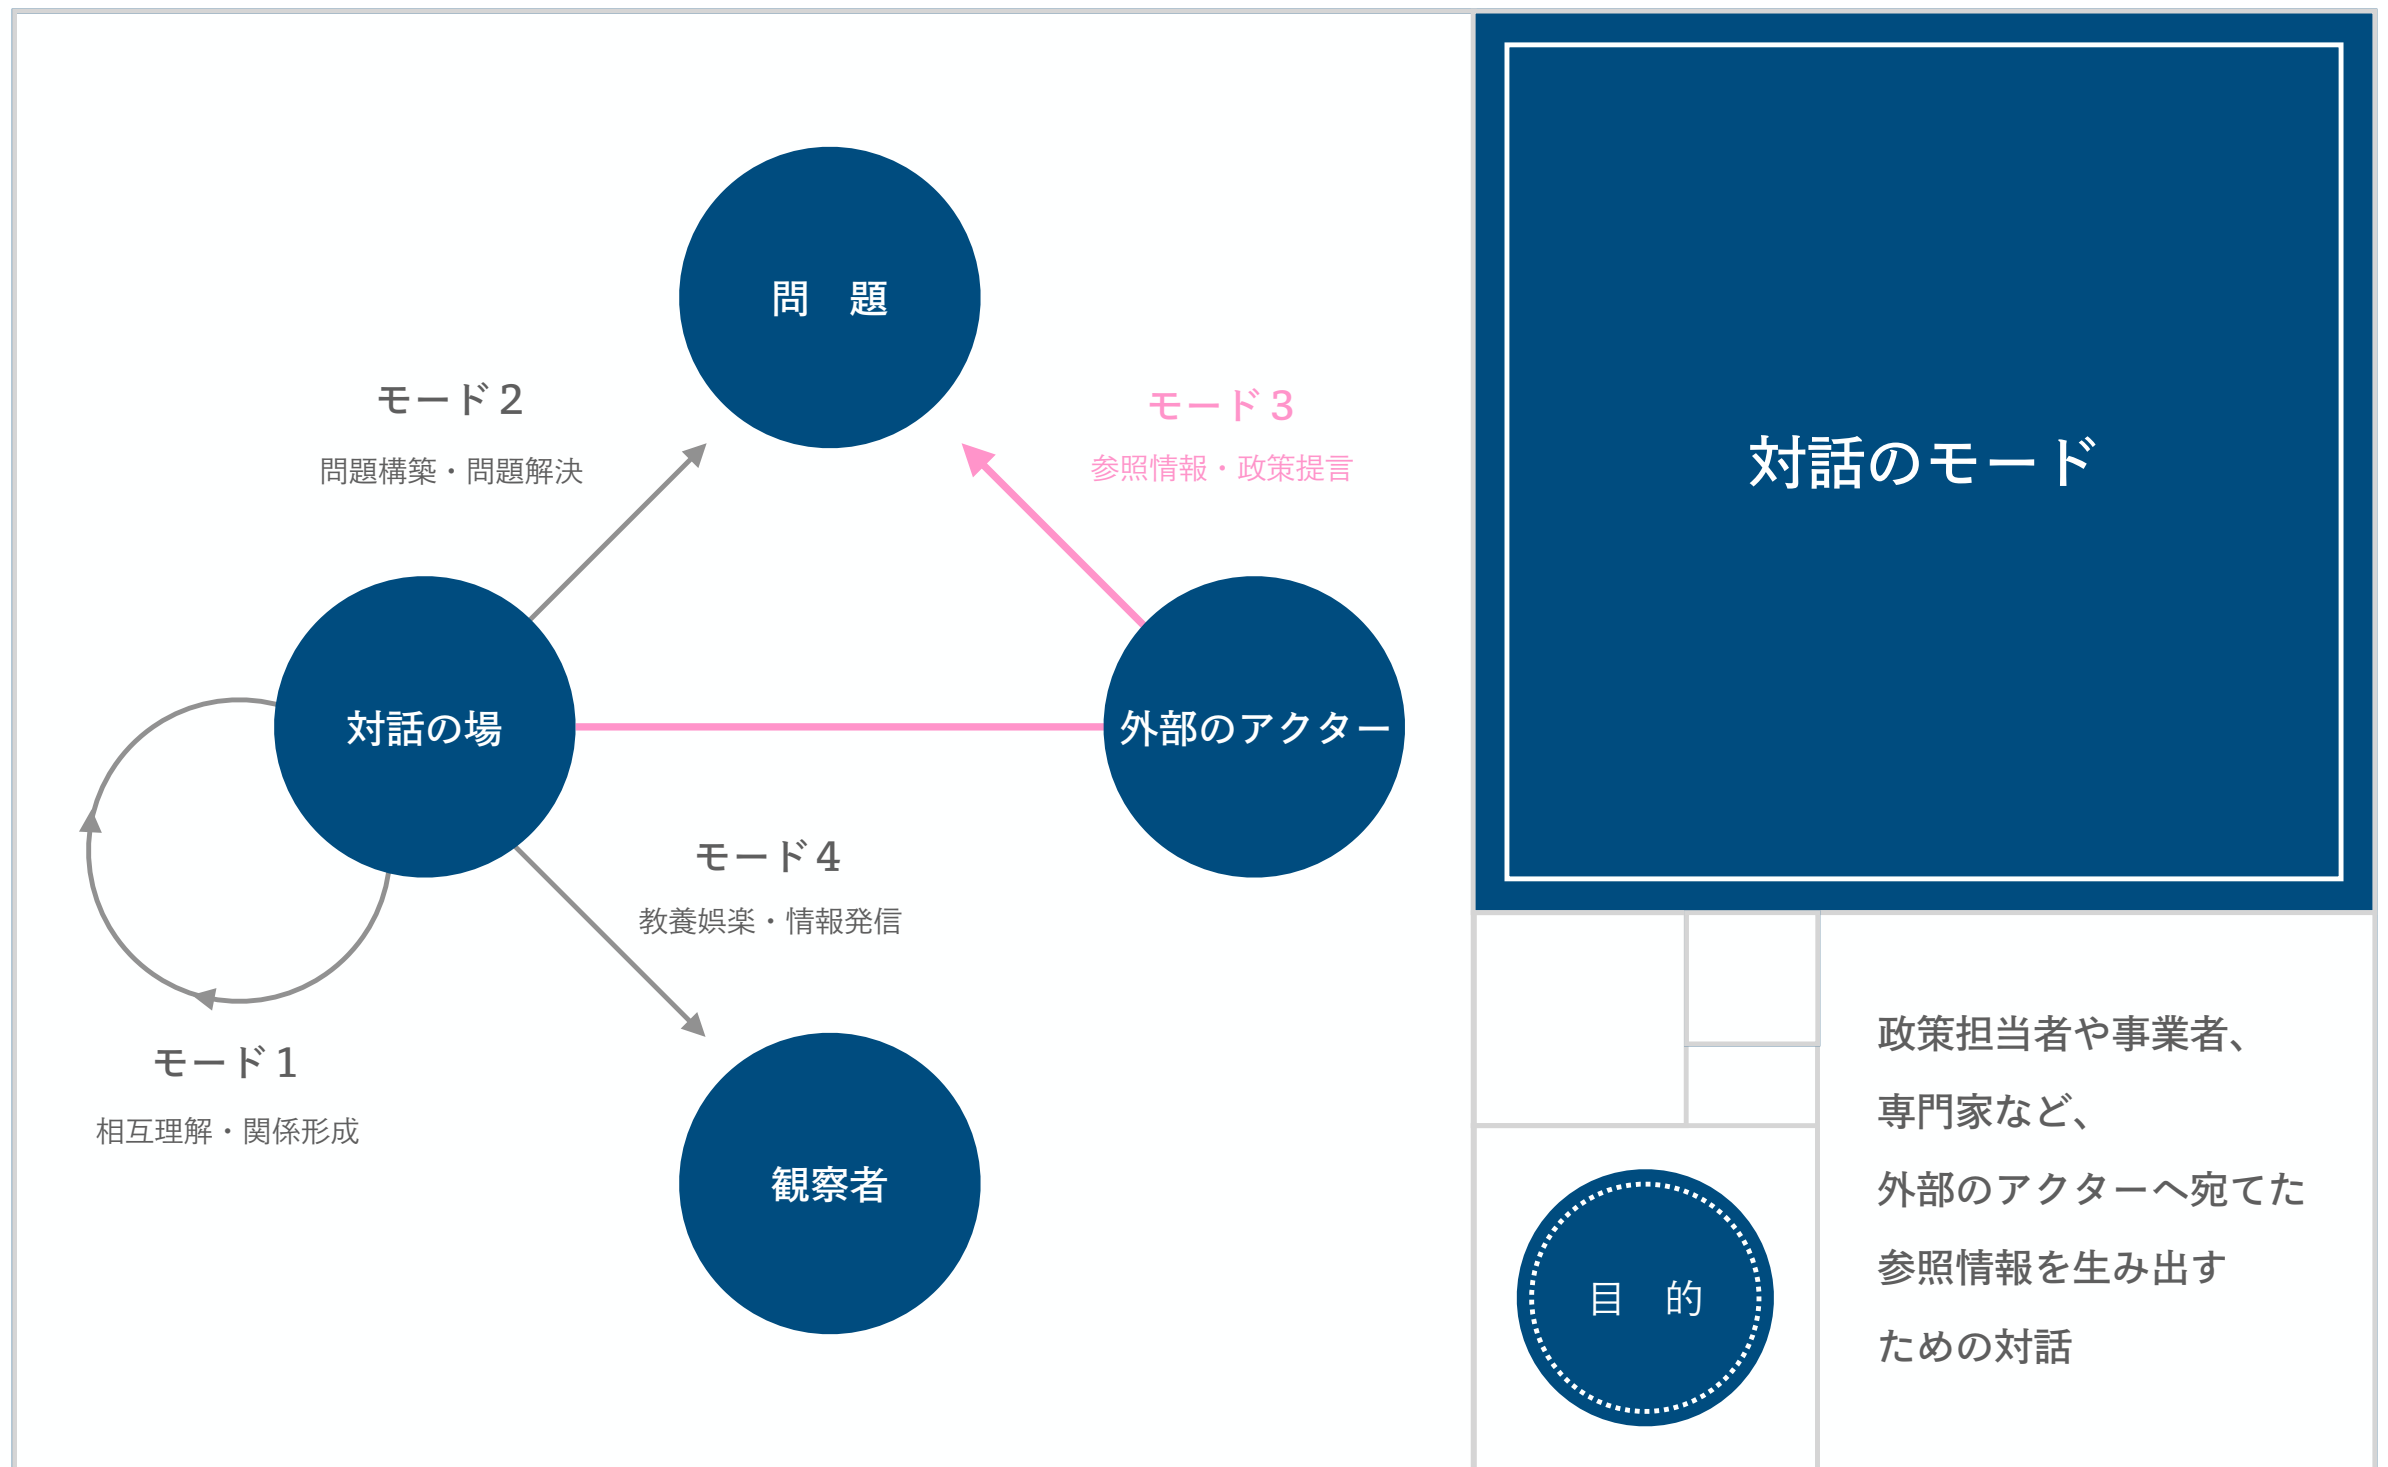 問　題
モード２
問題構築・問題解決
モード３
参照情報・政策提言
対話の場
外部のアクター
モード４
教養娯楽・情報発信
モード１
相互理解・関係形成
観察者
対話のモード
目　的
政策担当者や事業者、
専門家など、
外部のアクターへ宛てた
参照情報を生み出す
ための対話